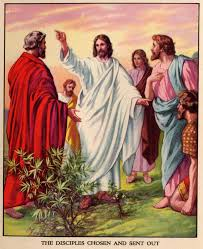 THE DISCIPLES CHOSEN AND SENT OUT